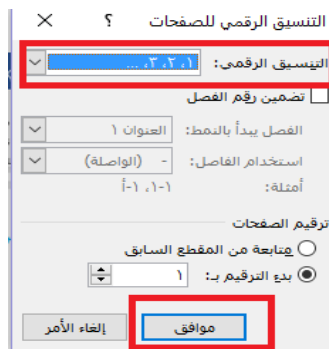 التنسيق الرقمي للصفحات
التنسيق الرقمي: ١، ٢، ٣، ...
تضمين رقم الفصل
الفصل يبدأ بالنمط: العنوان ١
استخدام الفاصل: - (الواصلة)
أمثلة: ١-١، ١-أ
ترقيم الصفحات
متابعة من المقطع السابق
بدء الترقيم بـ: ١
موافق إلغاء الأمر